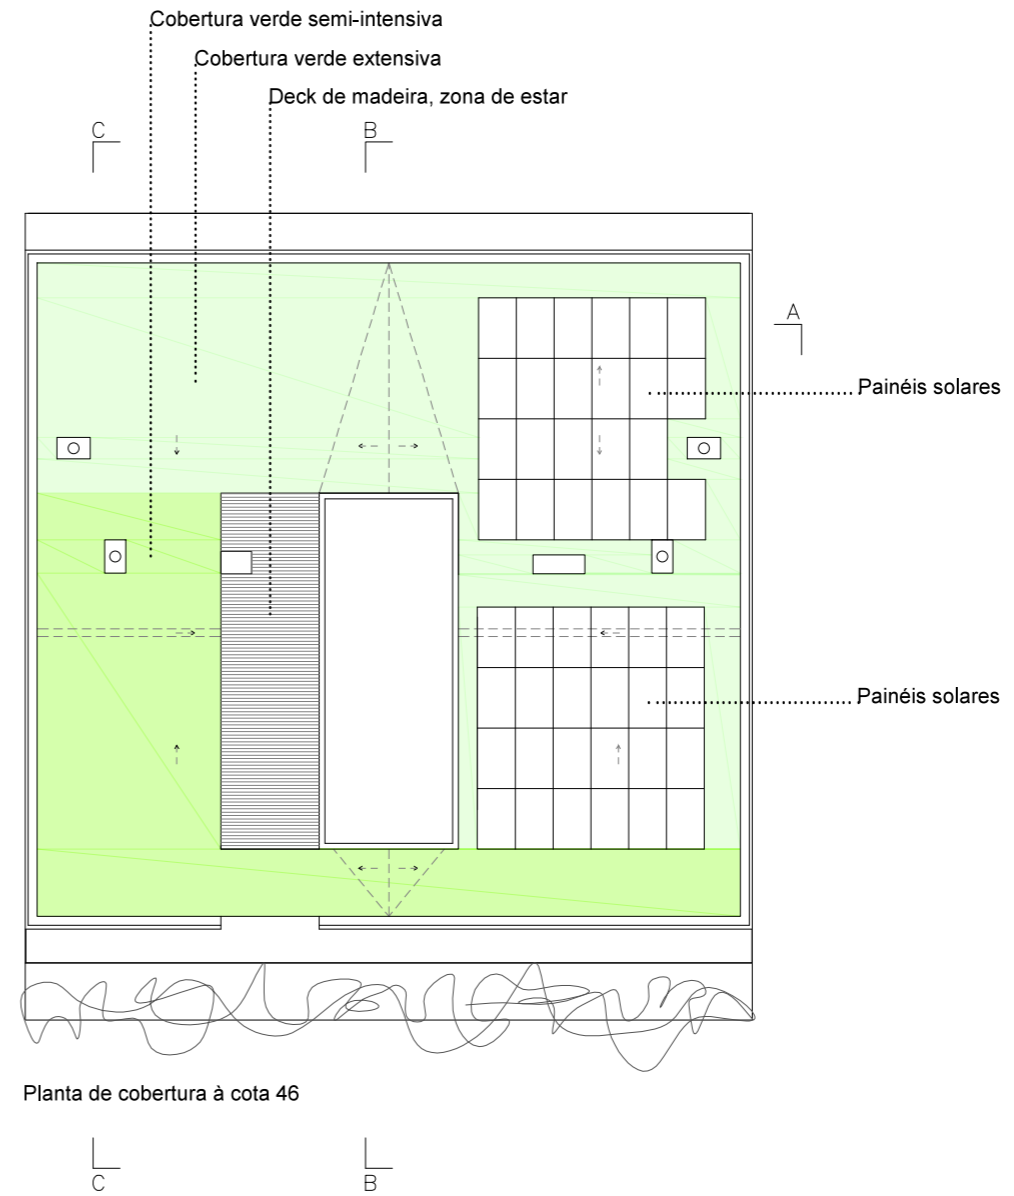 Cobertura verde semi-intensiva
Cobertura verde extensiva
Deck de madeira, zona de estar
C B
A
Painéis solares
Painéis solares
Planta de cobertura à cota 46
C B